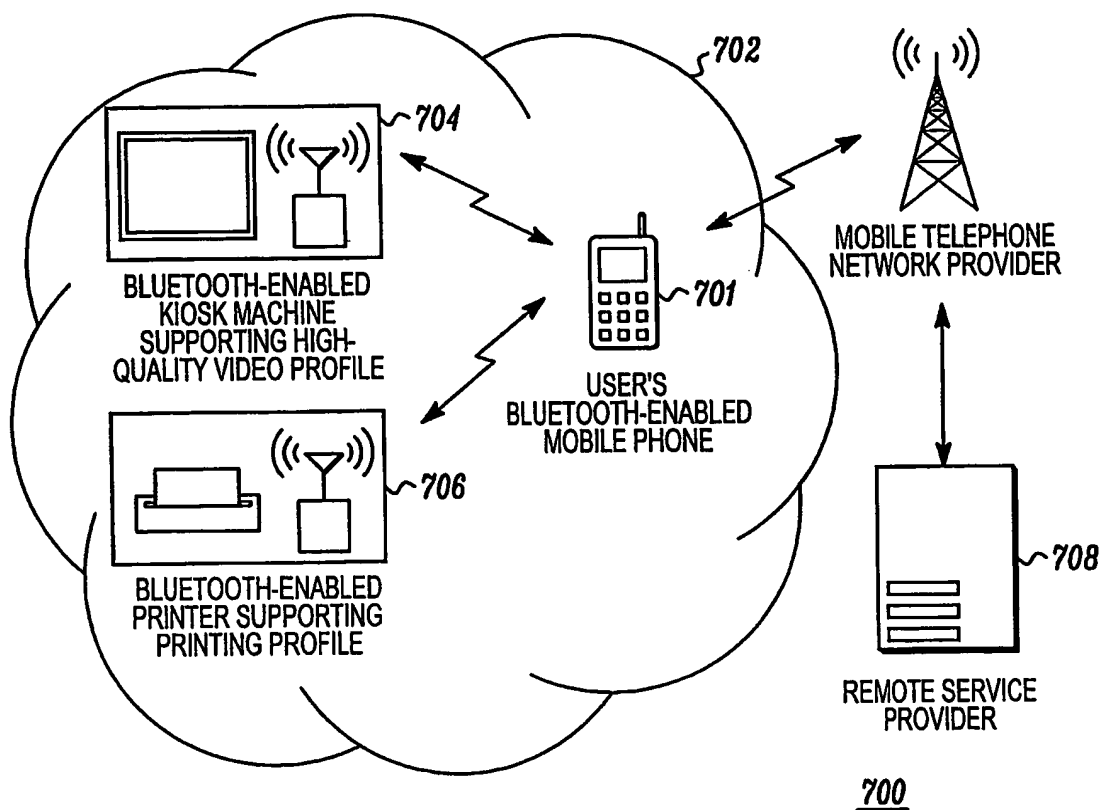 702
704
BLUETOOTH-ENABLED
KIOSK MACHINE
SUPPORTING HIGH-
QUALITY VIDEO PROFILE
701
USER'S
BLUETOOTH-ENABLED
MOBILE PHONE
MOBILE TELEPHONE
NETWORK PROVIDER
706
BLUETOOTH-ENABLED
PRINTER SUPPORTING
PRINTING PROFILE
708
REMOTE SERVICE
PROVIDER
700